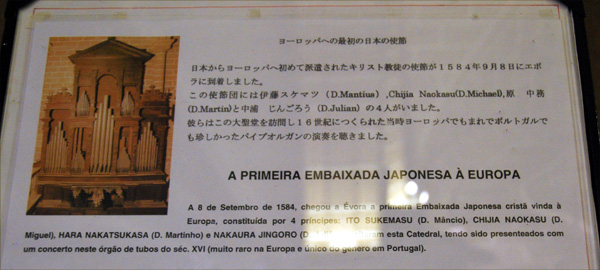 ヨーロッパへの最初の日本の使節
日本からヨーロッパへ初めて派遣されたキリスト教徒の使節が１５８４年９月８日にエボ
ラに到着しました。
この使節団には伊藤スケマツ（D.Mantius）,Chijia Naokasu(D.Michael),原　中務
(D.Martin)と中浦　じんごろう（D.Julian）の４人がいました。
彼らはこの大聖堂を訪問し１６世紀につくられた当時ヨーロッパでもまれでポルトガルで
も珍しかったパイプオルガンの演奏を聴きました。
A PRIMEIRA EMBAIXADA JAPONESA À EUROPA
A 8 de Setembro de 1584, chegou a Évora a primeira Embaixada Japonesa cristã vinda à
Europa, constituída por 4 príncipes: ITO SUKEMASU (D. Mâncio), CHIJIA NAOKASU (D.
Miguel), HARA NAKATSUKASA (D. Martinho) e NAKAURA JINGORO (D. esta Catedral, tendo sido presenteados com
um concerto neste órgão de tubos do séc. XVI (muito raro na Europa e único do género em Portugal).